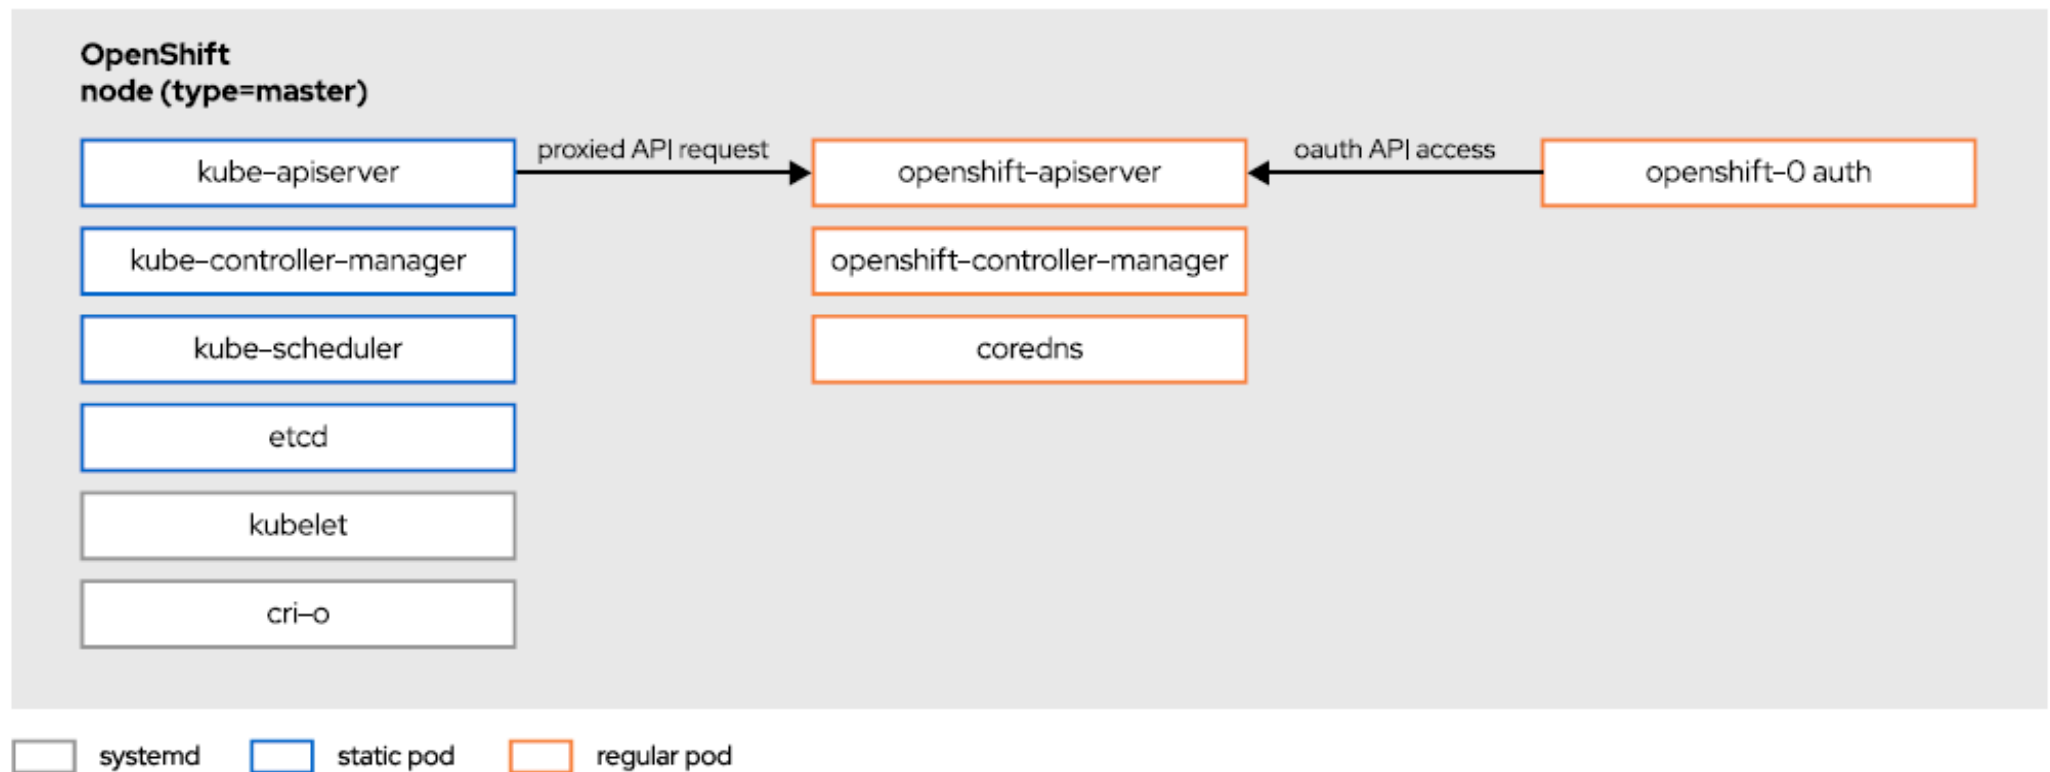 OpenShift
node (type=master)
kube-apiserver
proxied API request
openshift-apiserver
oauth API access
openshift-0 auth
kube-controller-manager
openshift-controller-manager
kube-scheduler
coredns
etcd
kubelet
cri-o
systemd
static pod
regular pod